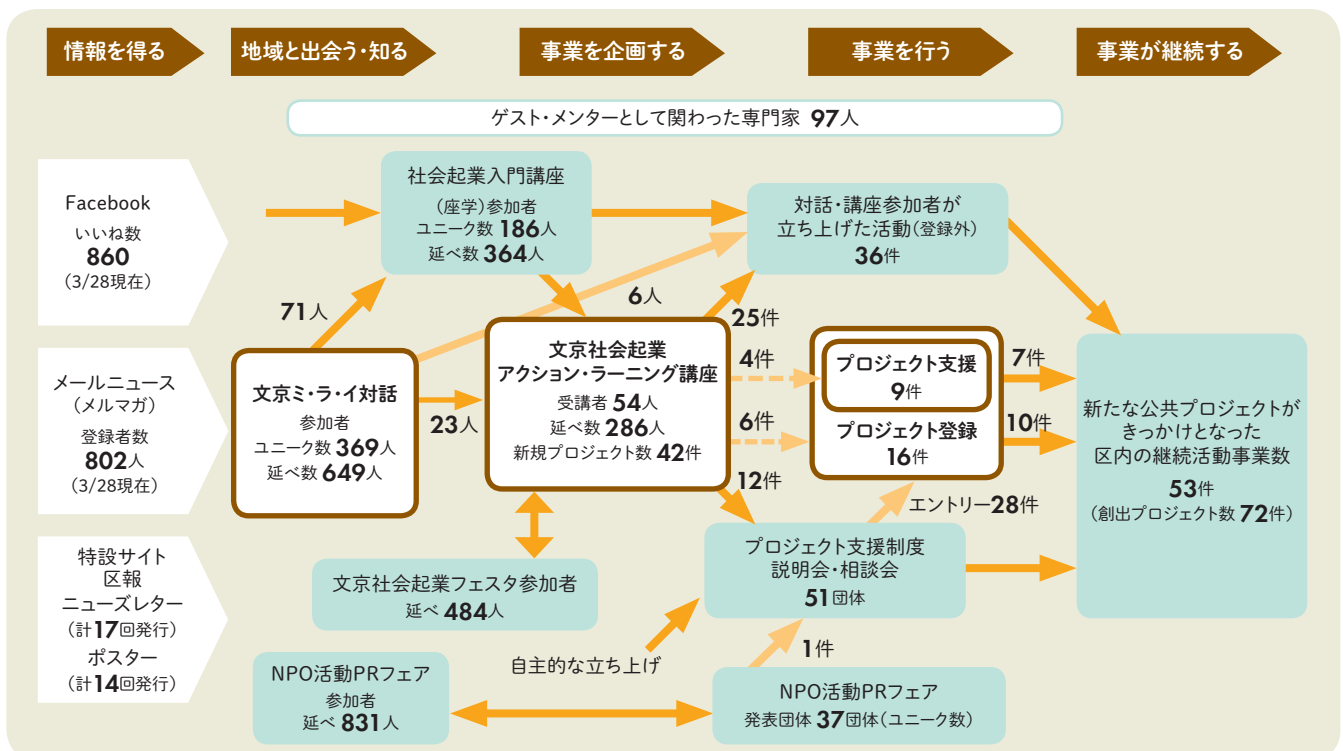 情報を得る
地域と出会う・知る
事業を企画する
事業を行う
事業が継続する
ゲスト・メンターとして関わった専門家 97人
Facebook
いいね数
860
(3/28現在)
メールニュース
(メルマガ)
登録者数
802人
(3/28現在)
特設サイト
区報
ニューズレター
(計17回発行)
ポスター
(計14回発行)
社会起業入門講座
(座学)参加者
ユニーク数 186人
延べ数 364人
対話・講座参加者が
立ち上げた活動(登録外)
36件
71人
6人
25件
文京ミ・ラ・イ対話
参加者
ユニーク数 369人
延べ数 649人
23人
文京社会起業
アクション・ラーニング講座
受講者 54人
延べ数 286人
新規プロジェクト数 42件
4件
6件
12件
プロジェクト支援
9件
プロジェクト登録
16件
7件
10件
新たな公共プロジェクトが
きっかけとなった
区内の継続活動事業数
53件
(創出プロジェクト数 72件)
エントリー28件
文京社会起業フェスタ参加者
延べ 484人
プロジェクト支援制度
説明会・相談会
51団体
自主的な立ち上げ
1件
NPO活動PRフェア
参加者
延べ 831人
NPO活動PRフェア
発表団体 37団体(ユニーク数)